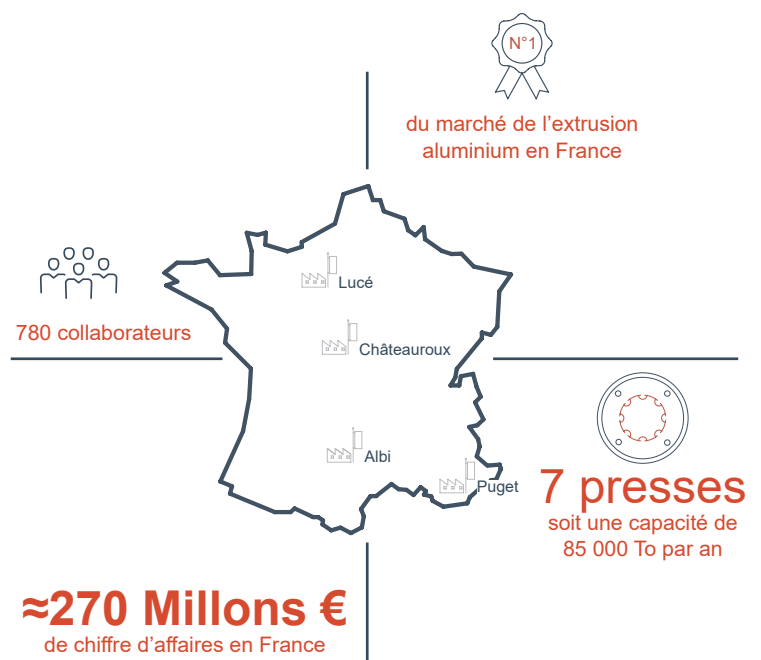 N°1
du marché de l'extrusion
aluminium en France
Lucé
780 collaborateurs
Châteauroux
Albi
Puget
7 presses
soit une capacité de
85 000 To par an
≈270 Millons €
de chiffre d'affaires en France